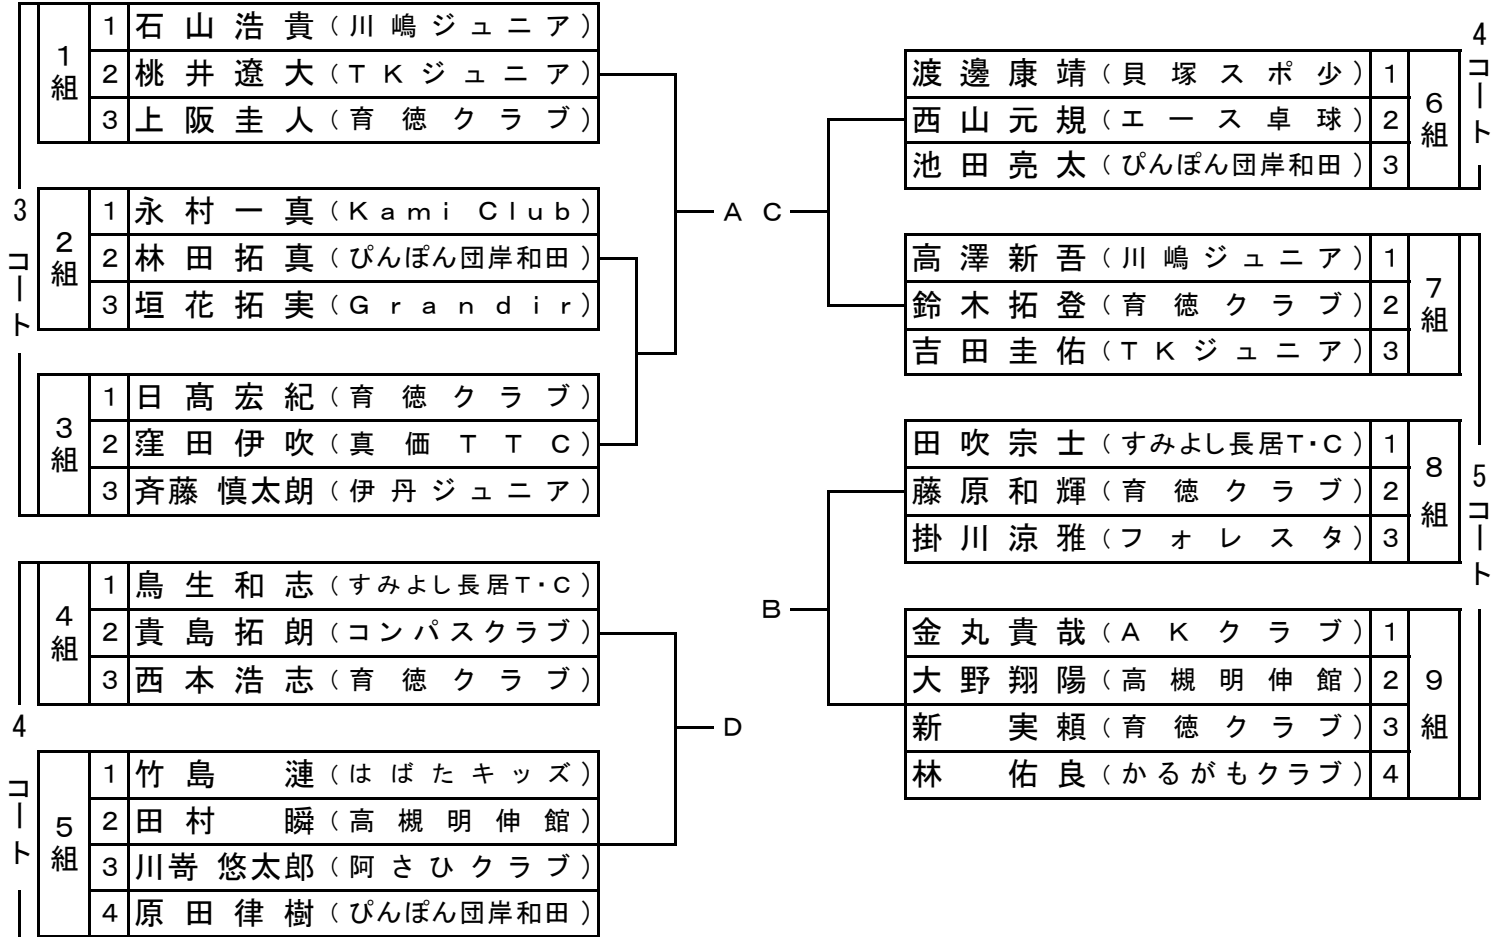 3コート
1組
1 石山浩貴（川嶋ジュニア）
2 桃井遼大（TKジュニア）
3 上阪圭人（育徳クラブ）
2組
1 永村一真（Kami Club）
2 林田拓真（ぴんぽん団岸和田）
3 垣花拓実（Grandir）
3組
1 日髙宏紀（育徳クラブ）
2 窪田伊吹（真価TTC）
3 斉藤慎太朗（伊丹ジュニア）
A
4コート
4組
1 鳥生和志（すみよし長居T・C）
2 貴島拓朗（コンパスクラブ）
3 西本浩志（育徳クラブ）
5組
1 竹島漣（はばたキッズ）
2 田村瞬（高槻明伸館）
3 川嵜悠太郎（阿さひクラブ）
4 原田律樹（ぴんぽん団岸和田）
D
C
4コート
6組
渡邊康靖（貝塚スポ少） 1
西山元規（エース卓球） 2
池田亮太（ぴんぽん団岸和田） 3
5コート
7組
高澤新吾（川嶋ジュニア） 1
鈴木拓登（育徳クラブ） 2
吉田圭佑（TKジュニア） 3
B
8組
田吹宗士（すみよし長居T・C） 1
藤原和輝（育徳クラブ） 2
掛川涼雅（フォレスタ） 3
9組
金丸貴哉（AKクラブ） 1
大野翔陽（高槻明伸館） 2
新実頼（育徳クラブ） 3
林佑良（かるがもクラブ） 4